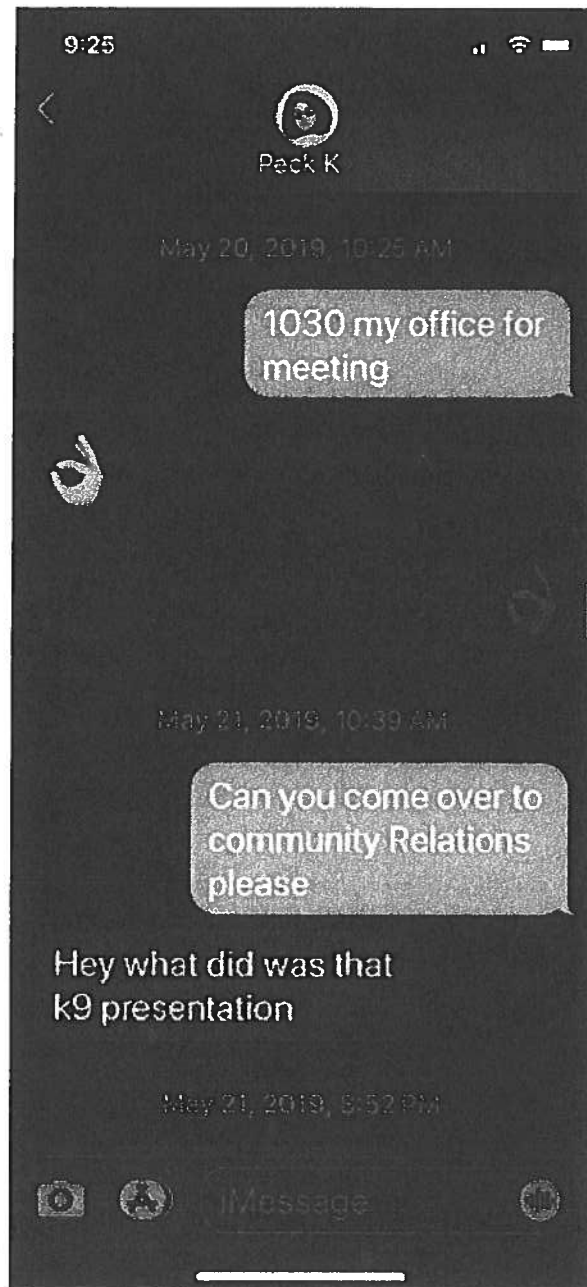 9:25
Peck K
May 20, 2019, 10:25 AM
1030 my office for
meeting
May 21, 2019, 10:39 AM
Can you come over to
community Relations
please
Hey what did was that
k9 presentation
May 21, 2019, 8:52 PM
iMessage